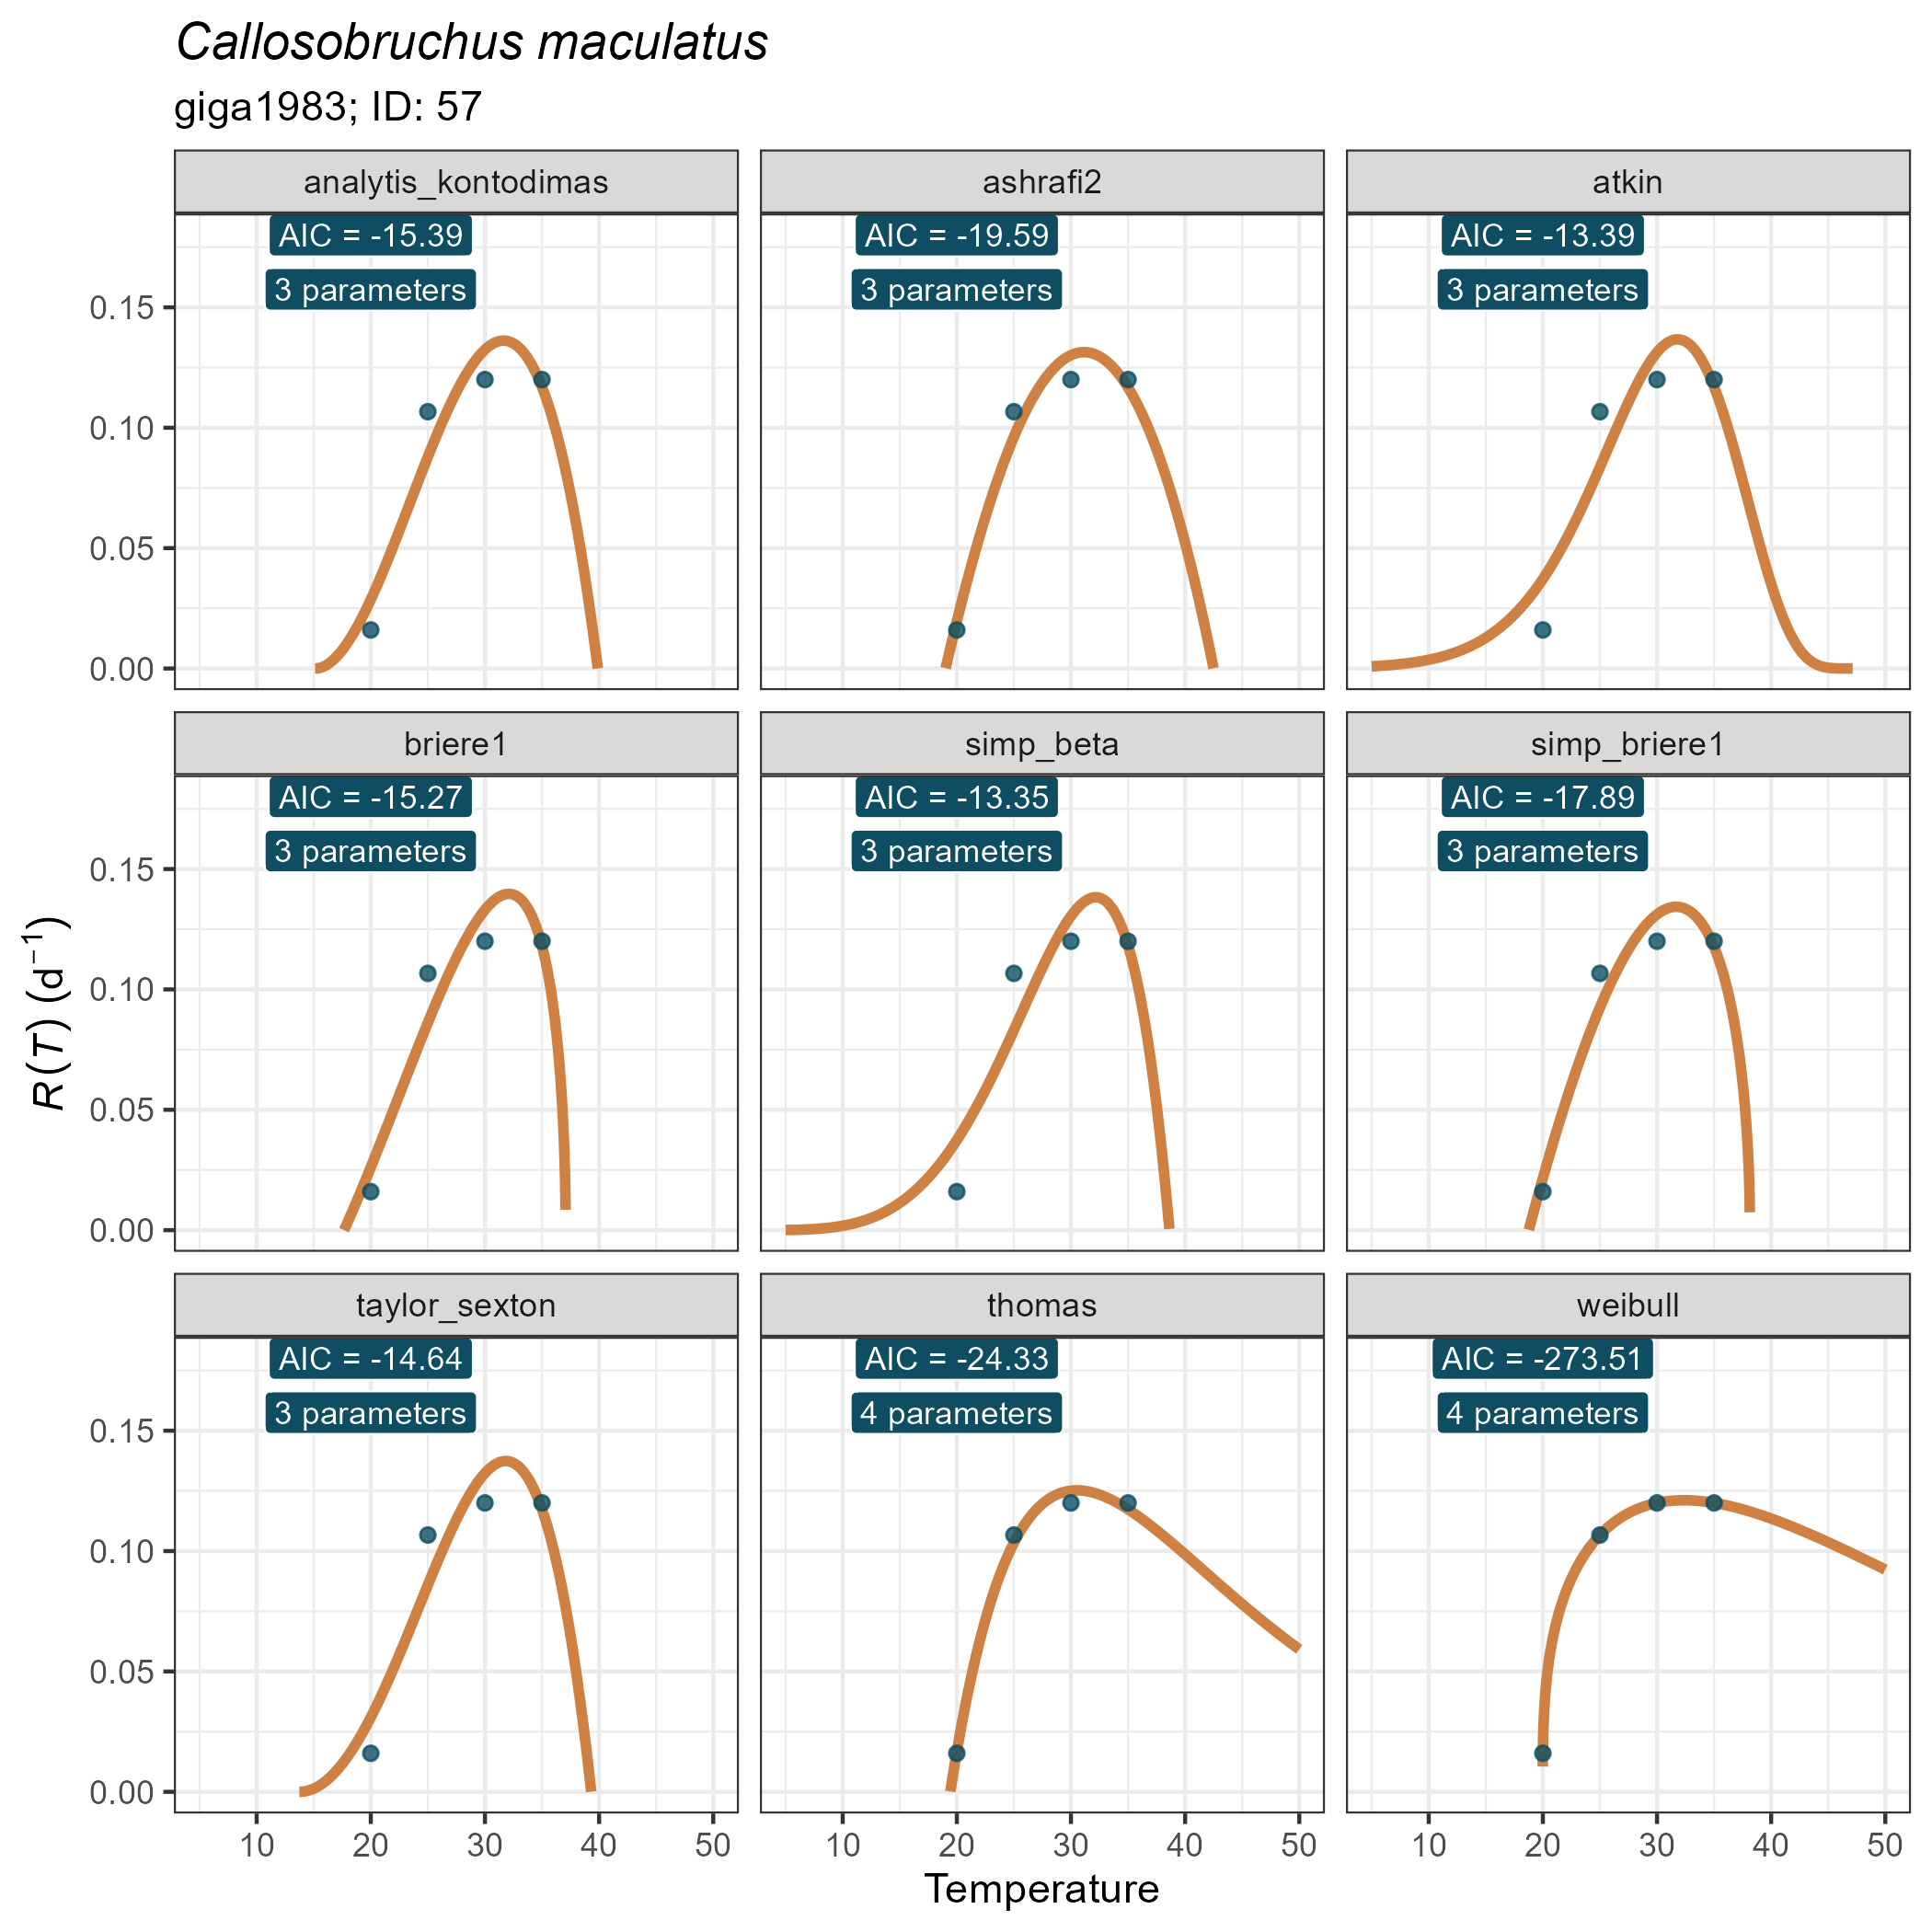 Callosobruchus maculatus
giga1983; ID: 57
analytis_kontodimas
ashrafi2
atkin
AIC = -15.39
3 parameters
AIC = -19.59
3 parameters
AIC = -13.39
3 parameters
0.15
0.10
0.05
0.00
briere1
simp_beta
simp_briere1
AIC = -15.27
3 parameters
AIC = -13.35
3 parameters
AIC = -17.89
3 parameters
0.15
0.10
0.05
0.00
R(T) (d⁻¹)
taylor_sexton
thomas
weibull
AIC = -14.64
3 parameters
AIC = -24.33
4 parameters
AIC = -273.51
4 parameters
0.15
0.10
0.05
0.00
10 20 30 40 50
10 20 30 40 50
10 20 30 40 50
Temperature